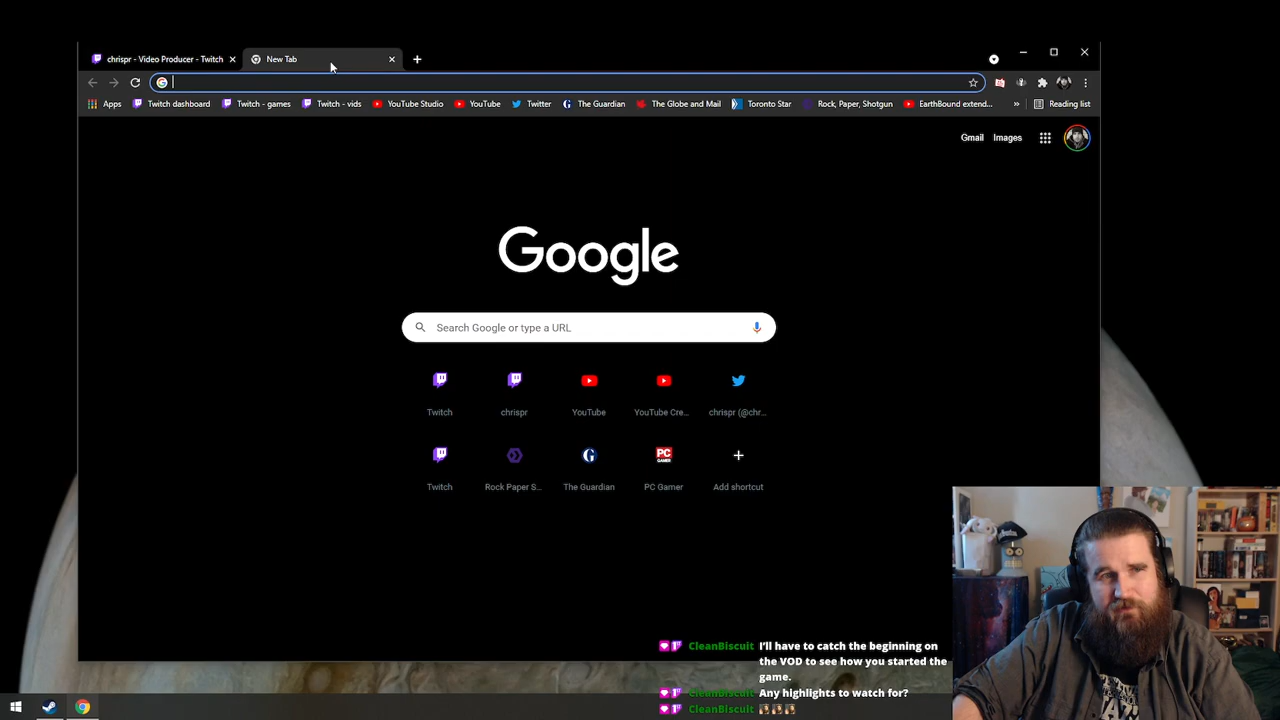 chrispr - Video Producer - Twitch
New Tab
Apps
Twitch dashboard
Twitch - games
Twitch - vids
YouTube Studio
YouTube
Twitter
The Guardian
The Globe and Mail
Toronto Star
Rock, Paper, Shotgun
EarthBound extend...
»
Reading list
Gmail
Images
Google
Search Google or type a URL
Twitch
chrispr
YouTube
YouTube Cre...
chrispr (@chr...
Twitch
Rock Paper S...
The Guardian
PC Gamer
Add shortcut
CleanBiscuit I'll have to catch the beginning on
the VOD to see how you started the
game.
CleanBiscuit Any highlights to watch for?
CleanBiscuit